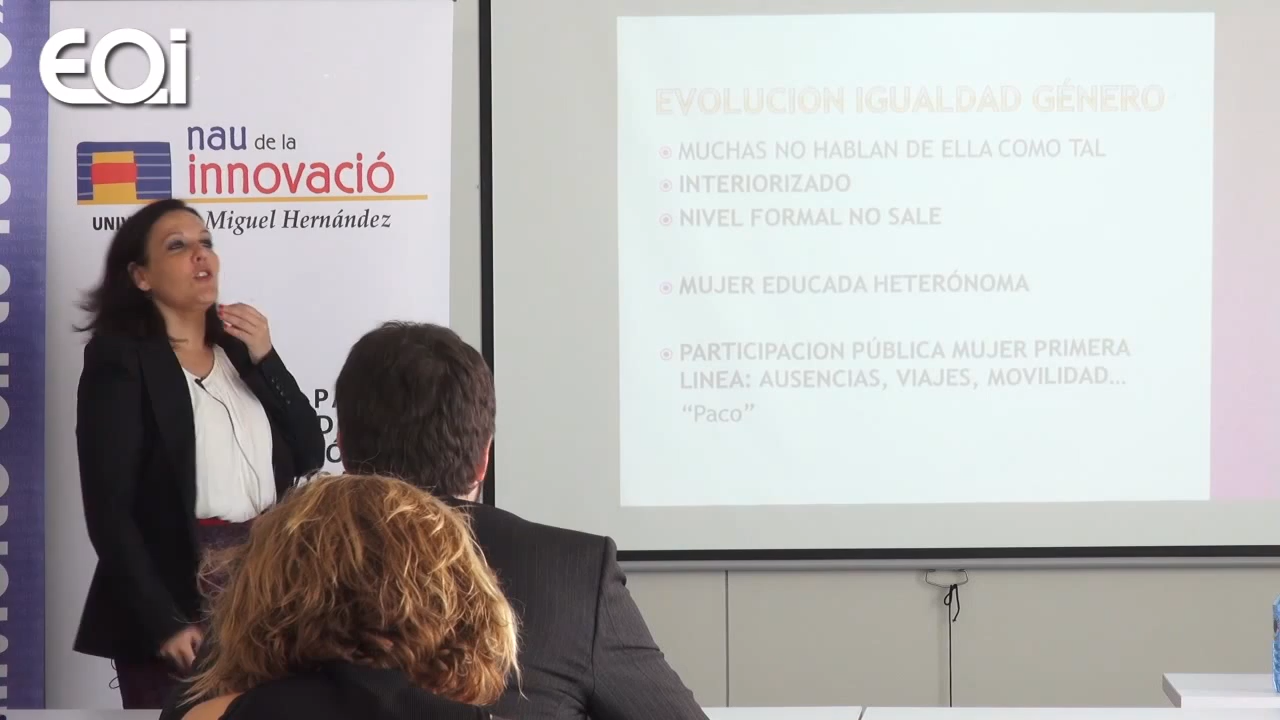 EOi
nau de la
innovació
Miguel Hernández
EVOLUCION IGUALDAD GÉNERO
MUCHAS NO HABLAN DE ELLA COMO TAL
INTERIORIZADO
NIVEL FORMAL NO SALE
MUJER EDUCADA HETERÓNOMA
PARTICIPACION PÚBLICA MUJER PRIMERA
LINEA: AUSENCIAS, VIAJES, MOVILIDAD...
“Paco”